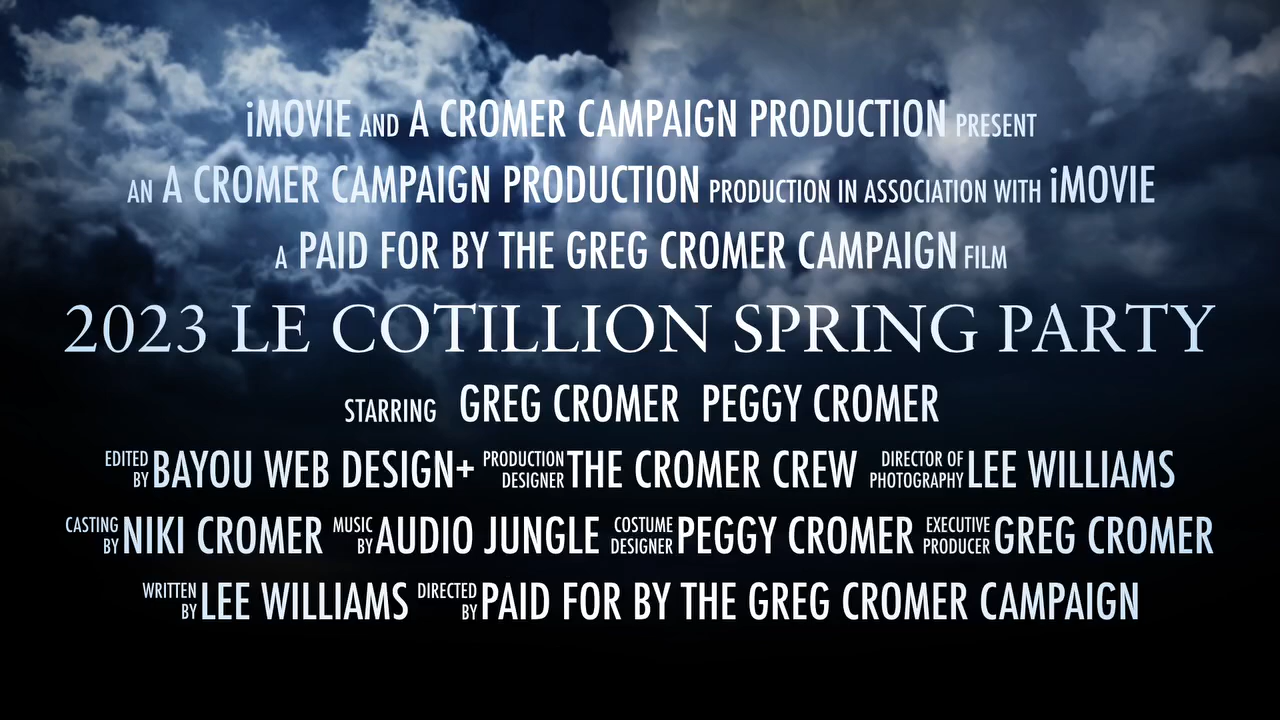 iMOVIE AND A CROMER CAMPAIGN PRODUCTION PRESENT
AN A CROMER CAMPAIGN PRODUCTION PRODUCTION IN ASSOCIATION WITH iMOVIE
A PAID FOR BY THE GREG CROMER CAMPAIGN FILM
2023 LE COTILLION SPRING PARTY
STARRING GREG CROMER PEGGY CROMER
EDITED BY BAYOU WEB DESIGN+ PRODUCTION DESIGNER THE CROMER CREW DIRECTOR OF PHOTOGRAPHY LEE WILLIAMS
CASTING BY NIKI CROMER MUSIC BY AUDIO JUNGLE COSTUME DESIGNER PEGGY CROMER EXECUTIVE PRODUCER GREG CROMER
WRITTEN BY LEE WILLIAMS DIRECTED BY PAID FOR BY THE GREG CROMER CAMPAIGN